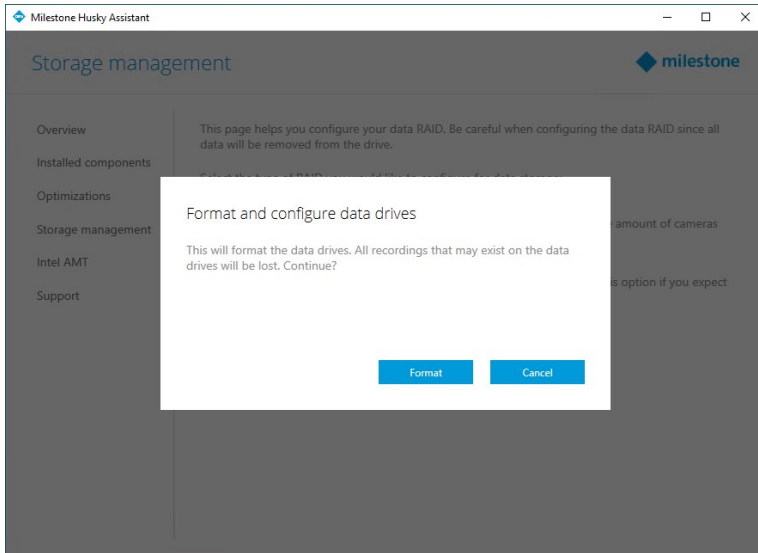 Milestone Husky Assistant
Storage management
milestone
Overview
Installed components
Optimizations
Storage management
Intel AMT
Support
This page helps you configure your data RAID. Be careful when configuring the data RAID since all
data will be removed from the drive.
amount of cameras
is option if you expect
Format and configure data drives
This will format the data drives. All recordings that may exist on the data
drives will be lost. Continue?
Format
Cancel